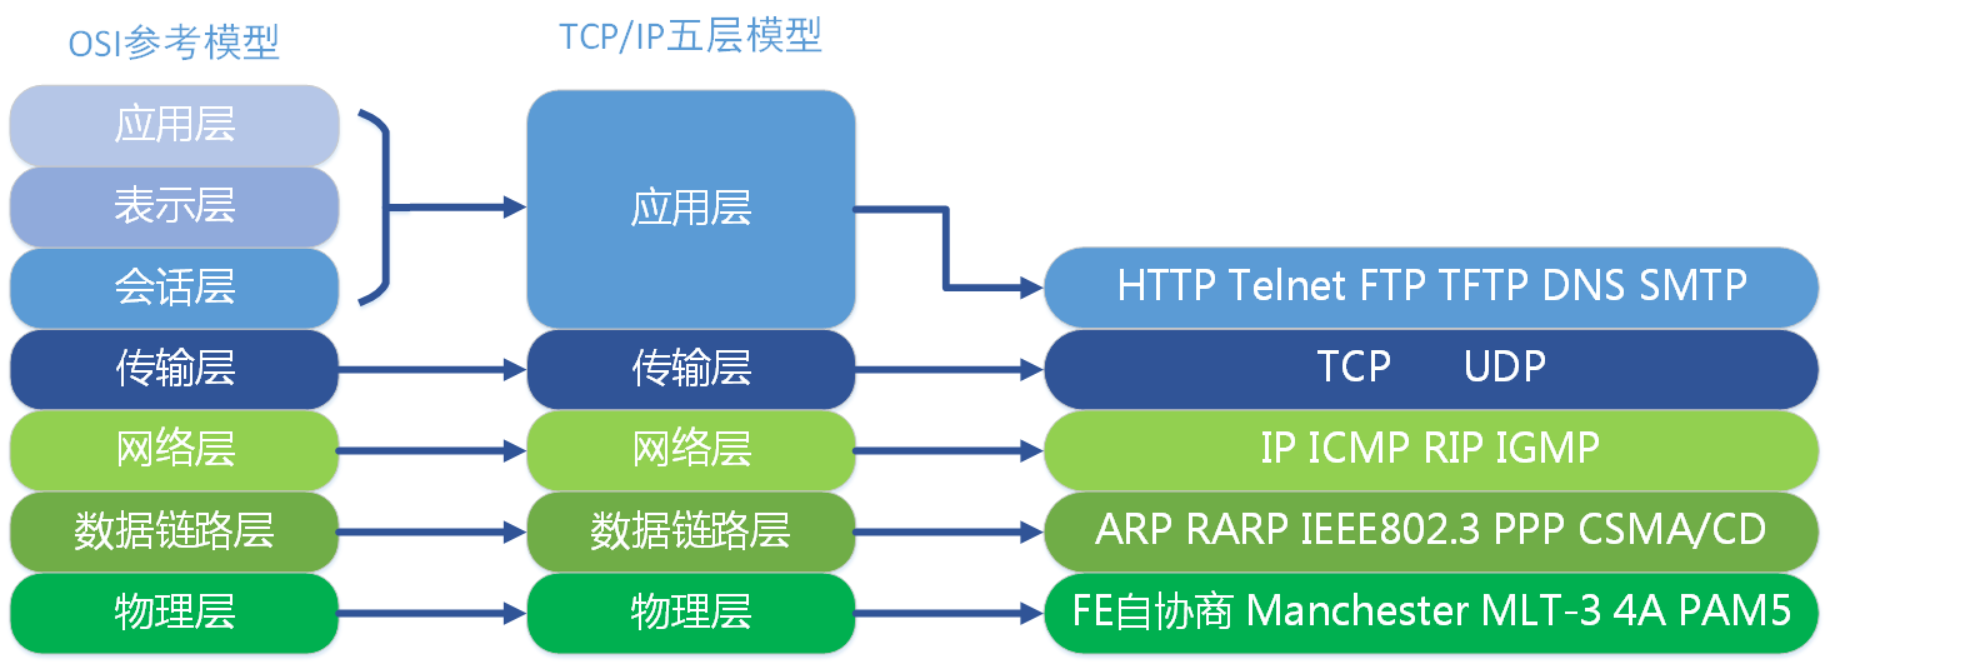 OSI参考模型
TCP/IP五层模型
应用层
表示层
会话层
传输层
网络层
数据链路层
物理层
应用层
传输层
网络层
数据链路层
物理层
HTTP Telnet FTP TFTP DNS SMTP
TCP UDP
IP ICMP RIP IGMP
ARP RARP IEEE802.3 PPP CSMA/CD
FE自协商 Manchester MLT-3 4A PAM5